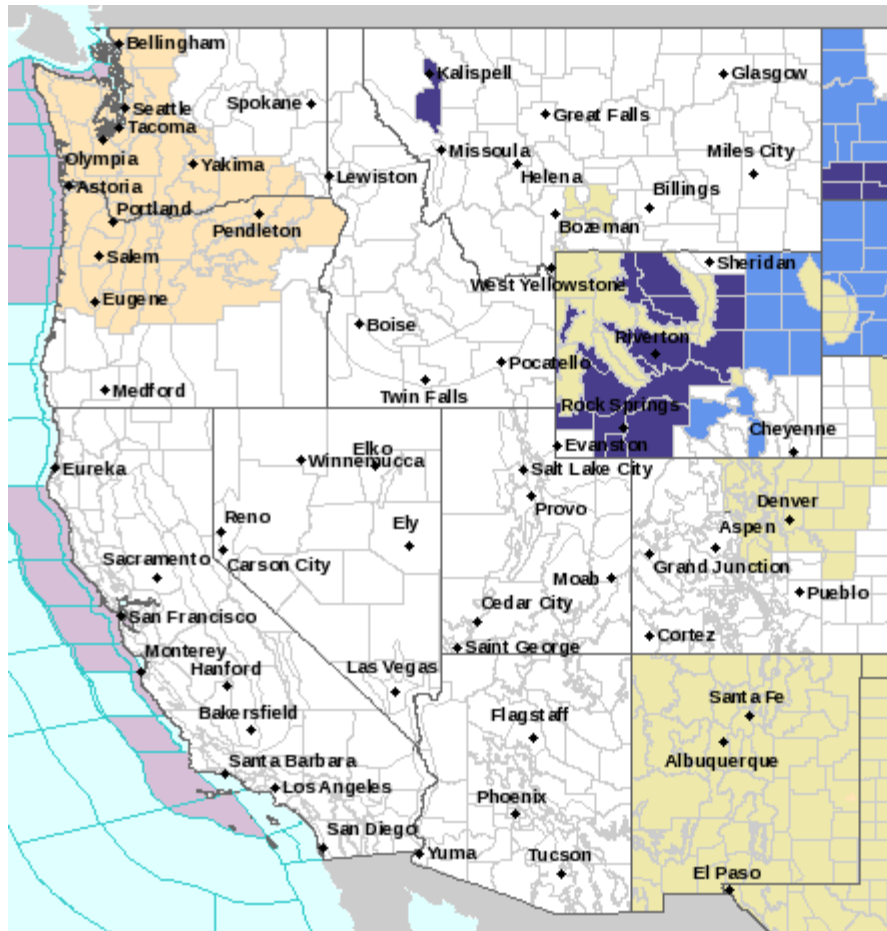 Bellingham
Kalispell
Glasgow
Seattle
Spokane
Great Falls
Tacoma
Olympia
Yakima
Missoula
Miles City
Astoria
Lewiston
Helena
Billings
Portland
Pendleton
Bozeman
Salem
Sheridan
West Yellowstone
Eugene
Boise
Riverton
Pocatello
Medford
Twin Falls
Rock Springs
Cheyenne
Elko
Evanston
Eureka
Winnemucca
Salt Lake City
Provo
Denver
Reno
Ely
Aspen
Sacramento
Carson City
Grand Junction
Moab
Pueblo
San Francisco
Cedar City
Cortez
Monterey
Saint George
Hanford
Las Vegas
Santa Fe
Bakersfield
Flagstaff
Albuquerque
Santa Barbara
Los Angeles
Phoenix
San Diego
Yuma
Tucson
El Paso